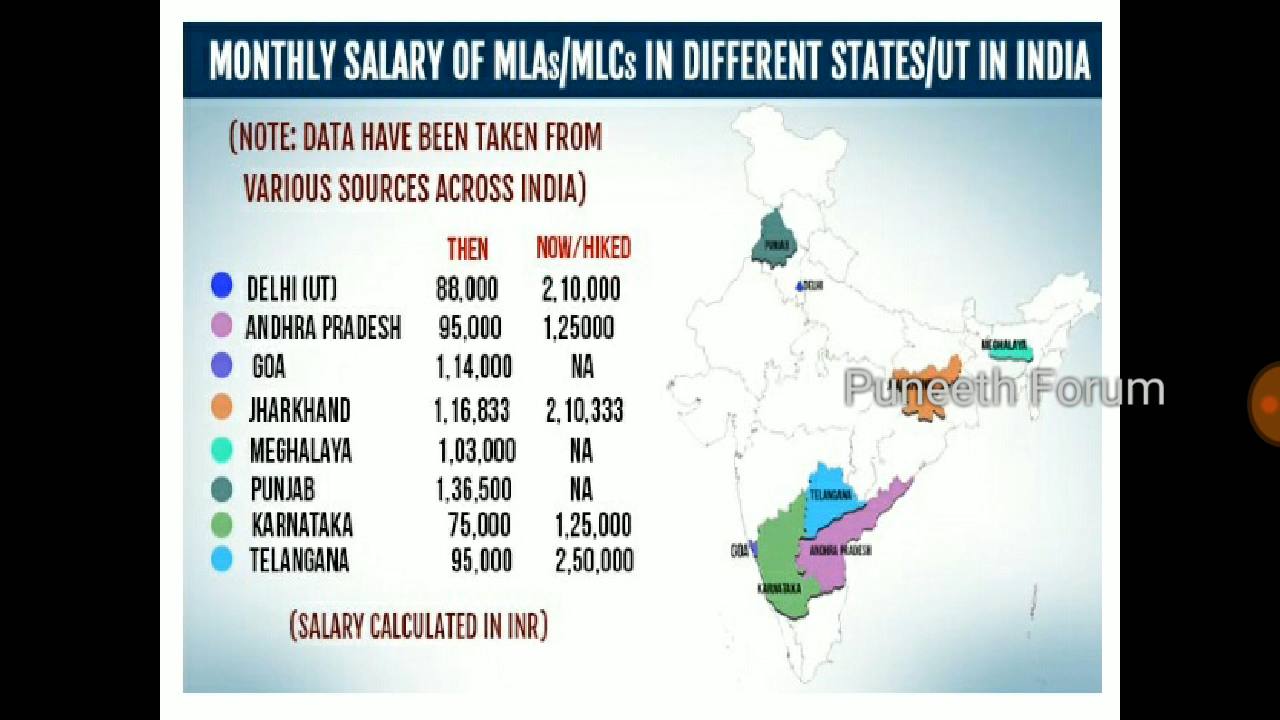 MONTHLY SALARY OF MLAs/MLCs IN DIFFERENT STATES/UT IN INDIA
(NOTE: DATA HAVE BEEN TAKEN FROM
VARIOUS SOURCES ACROSS INDIA)
THEN NOW/HIKED
DELHI (UT) 88,000 2,10,000
ANDHRA PRADESH 95,000 1,25000
GOA 1,14,000 NA
JHARKHAND 1,16,833 2,10,333
MEGHALAYA 1,03,000 NA
PUNJAB 1,36,500 NA
KARNATAKA 75,000 1,25,000
TELANGANA 95,000 2,50,000
(SALARY CALCULATED IN INR)
PUNJAB
DELHI
MEGHALAYA
Puneeth Forum
TELANGANA
GOA
ANDHRA PRADESH
KARNATAKA